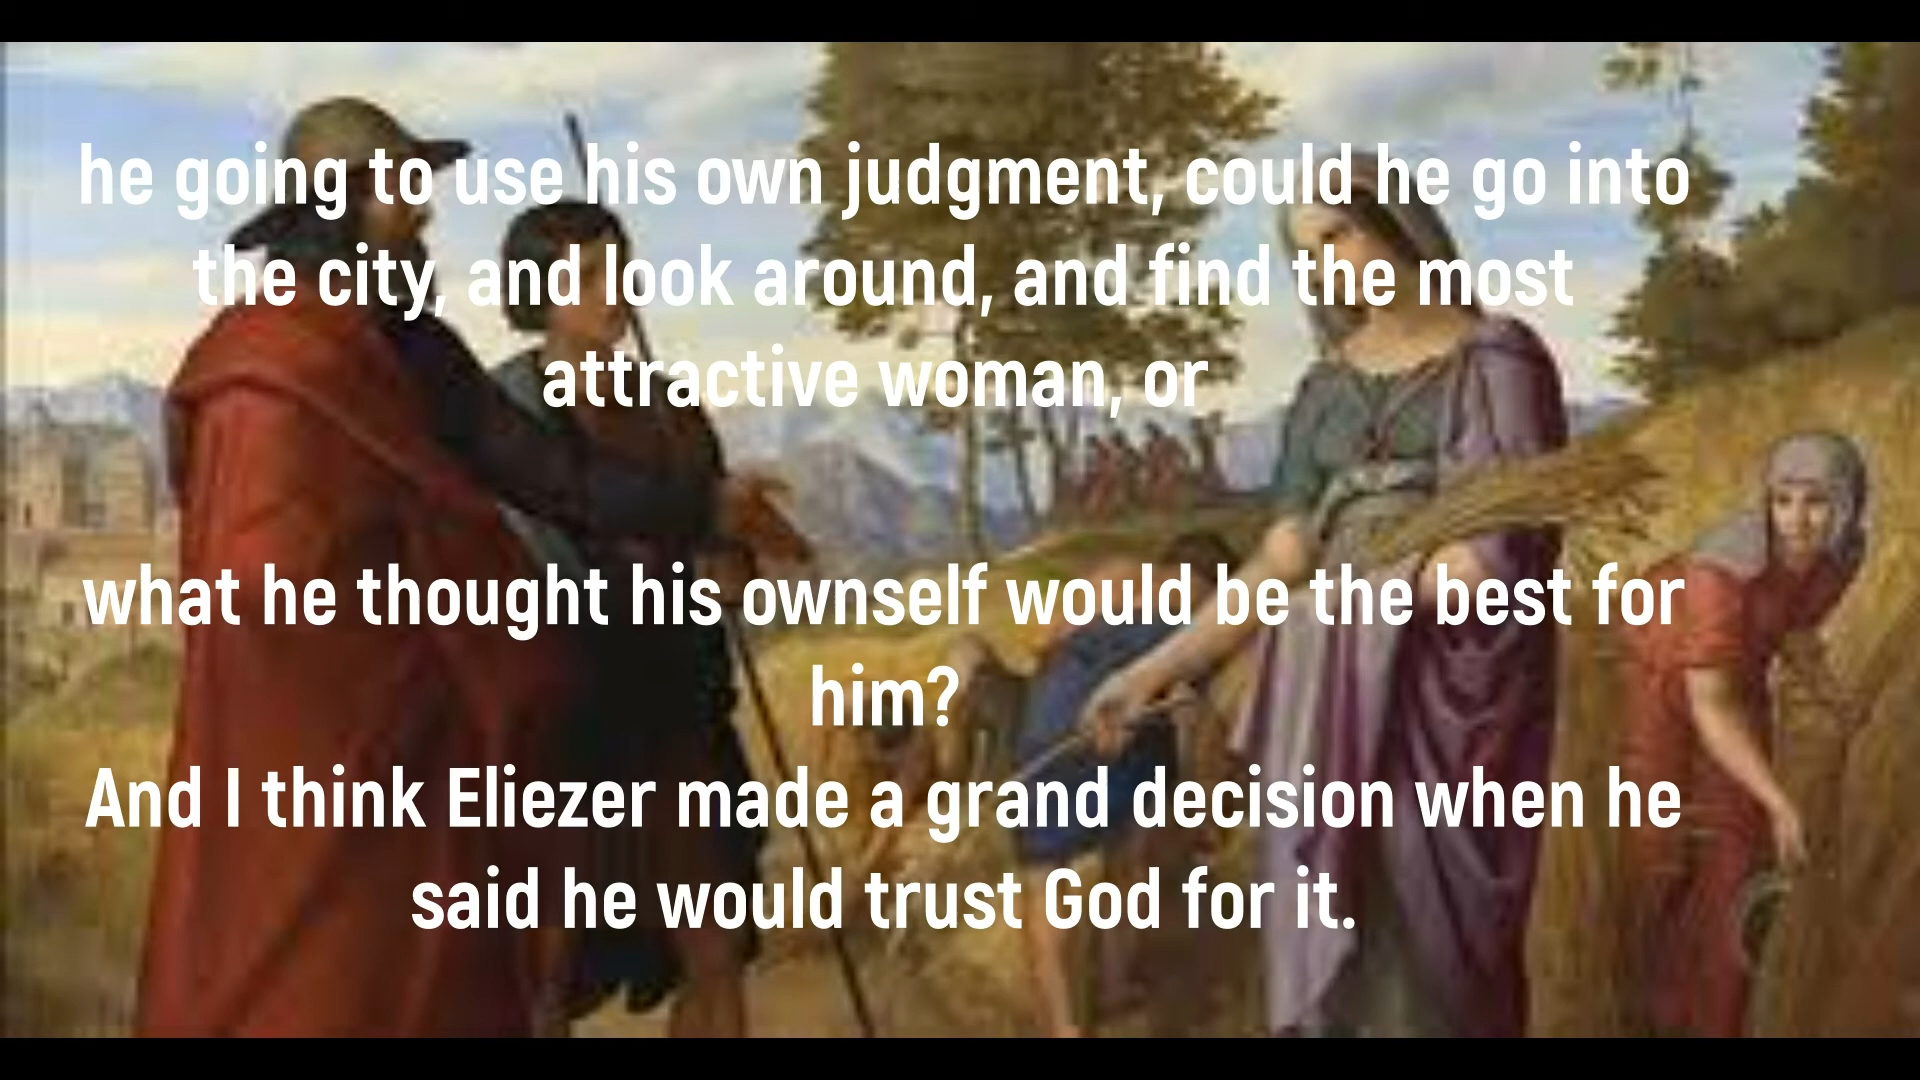 he going to use his own judgment, could he go into
the city, and look around, and find the most
attractive woman, or
what he thought his ownself would be the best for
him?
And I think Eliezer made a grand decision when he
said he would trust God for it.